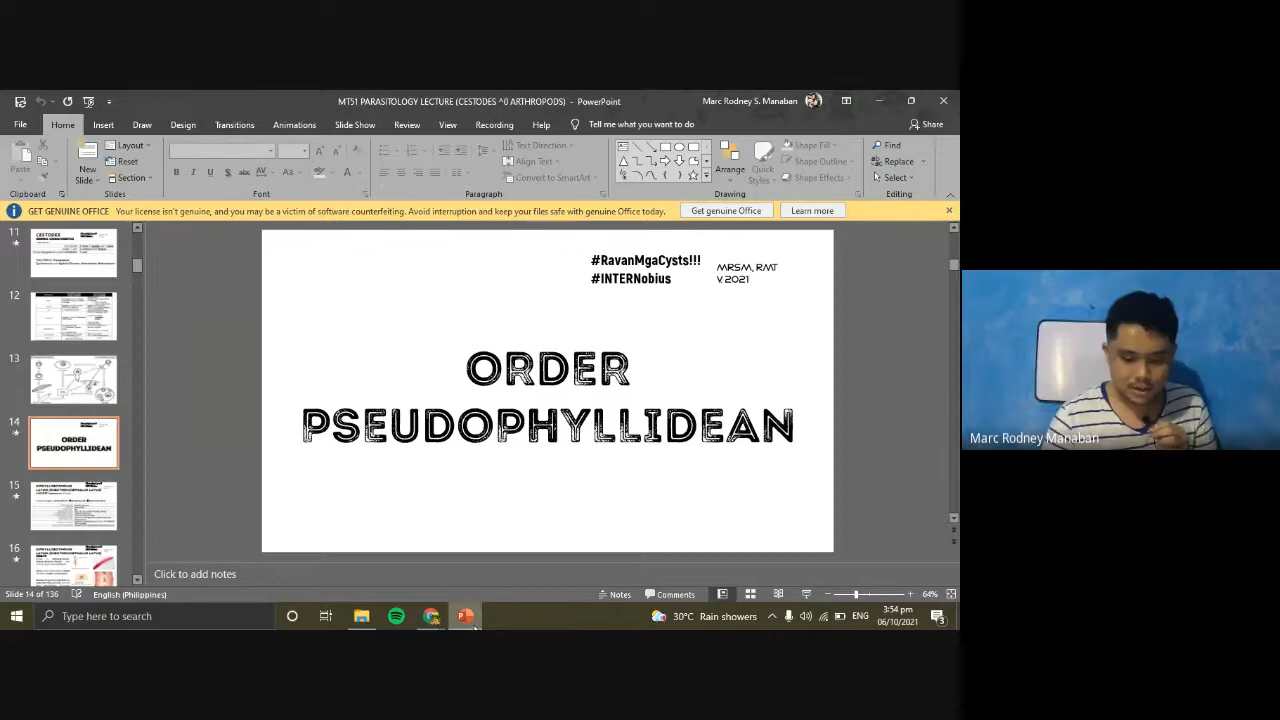 MT51 PARASITOLOGY LECTURE (CESTODES ^0 ARTHROPODS) - PowerPoint
Marc Rodney S. Manaban
File Home Insert Draw Design Transitions Animations Slide Show Review View Recording Help Tell me what you want to do Share
Paste
Clipboard
New Slide
Layout
Reset
Section
Slides
B I U S ab AV Aa A
Font
Text Direction
Align Text
Convert to SmartArt
Paragraph
Arrange
Quick Styles
Shape Fill
Shape Outline
Shape Effects
Drawing
Find
Replace
Select
Editing
GET GENUINE OFFICE Your license isn't genuine, and you may be a victim of software counterfeiting. Avoid interruption and keep your files safe with genuine Office today. Get genuine Office Learn more
11
CESTODES
12
13
14
ORDER
PSEUDOPHYLLIDEAN
15
16
#RavanMgaCysts!!!
#INTERNobius
MRSM, RMT
V. 2021
ORDER
PSEUDOPHYLLIDEAN
Click to add notes
Slide 14 of 136 English (Philippines) Notes Comments 64%
Type here to search
30°C Rain showers
ENG
3:54 pm
06/10/2021
3
Marc Rodney Manaban